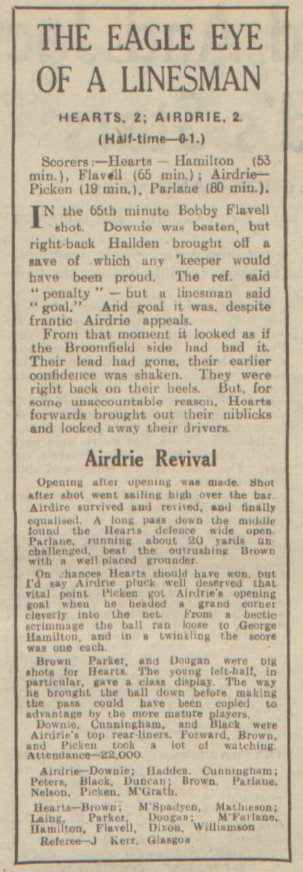 THE EAGLE EYE
OF A LINESMAN
HEARTS, 2; AIRDRIE, 2.
(Half-time—0-1.)
Scorers:—Hearts — Hamilton (53
min.), Flavell (65 min.); Airdrie—
Picken (19 min.), Parlane (80 min.).
IN the 65th minute Bobby Flavell
shot. Downie was beaten, but
right-back Hallden brought off a
save of which any 'keeper would
have been proud. The ref. said
"penalty"—but a linesman said
"goal." And goal it was, despite
frantic Airdrie appeals.
From that moment it looked as if
the Broomfield side had had it.
Their lead had gone, their earlier
confidence was shaken. They were
right back on their heels. But, for
some unaccountable reason, Hearts
forwards brought out their niblicks
and locked away their drivers.
Airdrie Revival
Opening after opening was made. Shot
after shot went sailing high over the bar.
Airdire survived and revived, and finally
equalised. A long pass down the middle
found the Hearts defence wide open.
Parlane, running about 20 yards un-
challenged, beat the outrushing Brown
with a well-placed grounder.
On chances Hearts should have won, but
I'd say Airdrie pluck well deserved that
vital point. Picken got Airdrie's opening
goal when he headed a grand corner
cleverly into the net. From a hectic
scrimmage the ball ran loose to George
Hamilton, and in a twinkling the score
was one each.
Brown Parker, and Dougan were big
shots for Hearts. The young left-half, in
particular, gave a class display. The way
he brought the ball down before making
the pass could have been copied to
advantage by the more mature players.
Downie, Cunningham, and Black were
Airdrie's top rear-liners. Forward, Brown,
and Picken took a lot of watching.
Attendance—22,000.
Airdrie—Downie; Hadden, Cunningham;
Peters, Black, Duncan; Brown, Parlane,
Nelson, Picken, M'Grath.
Hearts—Brown; M'Spadyen, Mathieson;
Laing, Parker, Dougan; M'Farlane,
Hamilton, Flavell, Dixon, Williamson
Referee—J Kerr, Glasgow